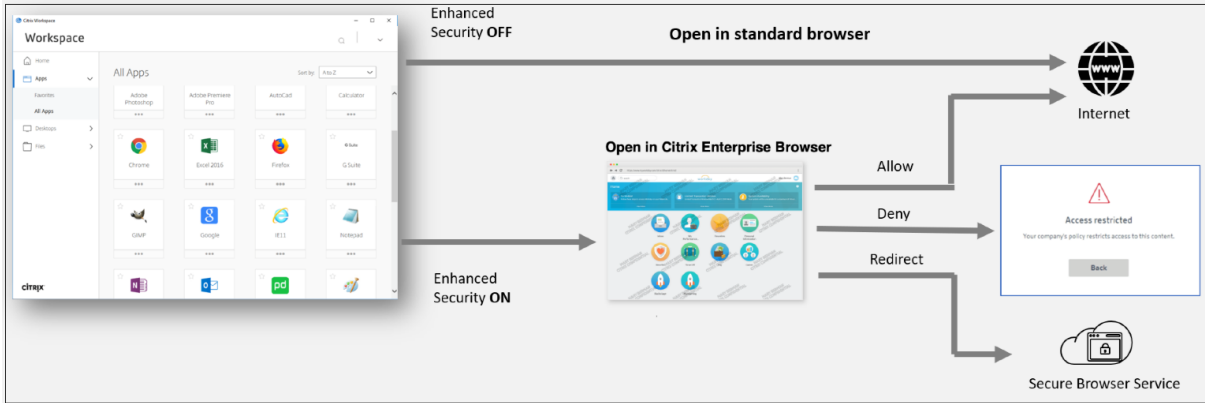 Citrix Workspace
Workspace
Home
Apps
Favorites
All Apps
Desktops
Files
citrix
All Apps
Sort by A to Z
Adobe
Photoshop
Adobe Premiere
Pro
AutoCad
Calculator
Chrome
Excel 2016
Firefox
G Suite
G Suite
GIMP
Google
IE11
Notepad
Enhanced
Security OFF
Open in standard browser
WWW
Internet
Enhanced
Security ON
Open in Citrix Enterprise Browser
Allow
Deny
Redirect
Access restricted
Your company's policy restricts access to this content.
Back
Secure Browser Service